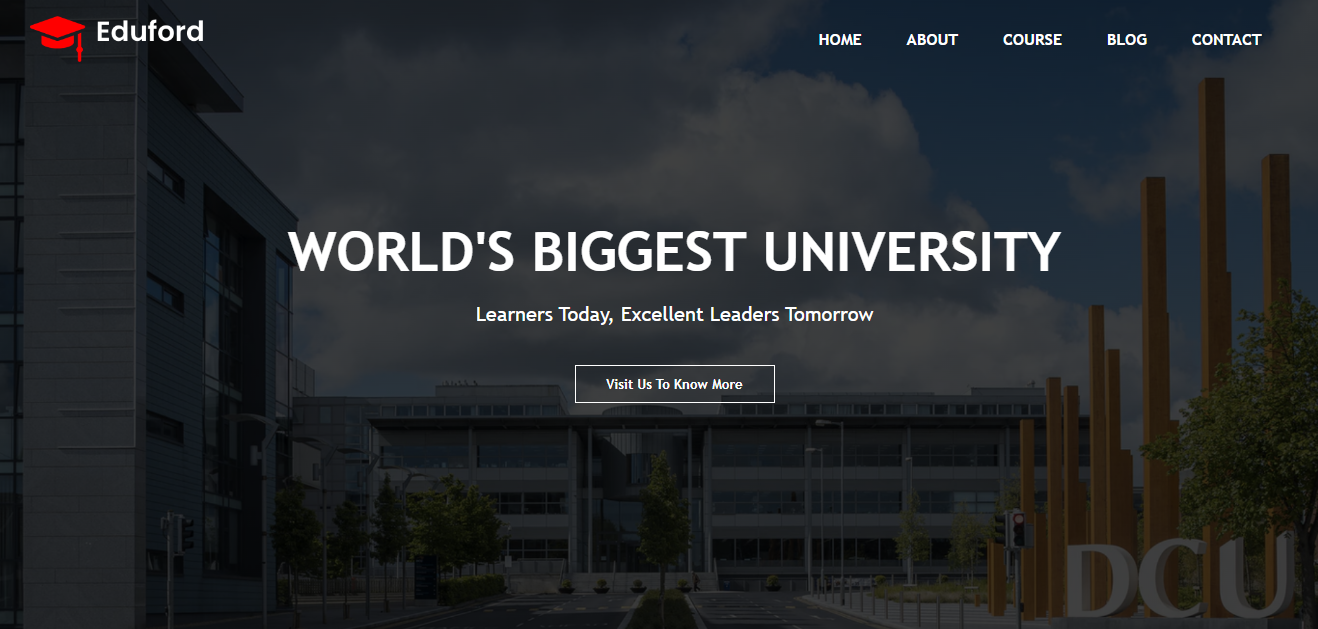 Eduford
HOME ABOUT COURSE BLOG CONTACT
WORLD'S BIGGEST UNIVERSITY
Learners Today, Excellent Leaders Tomorrow
Visit Us To Know More
DCU